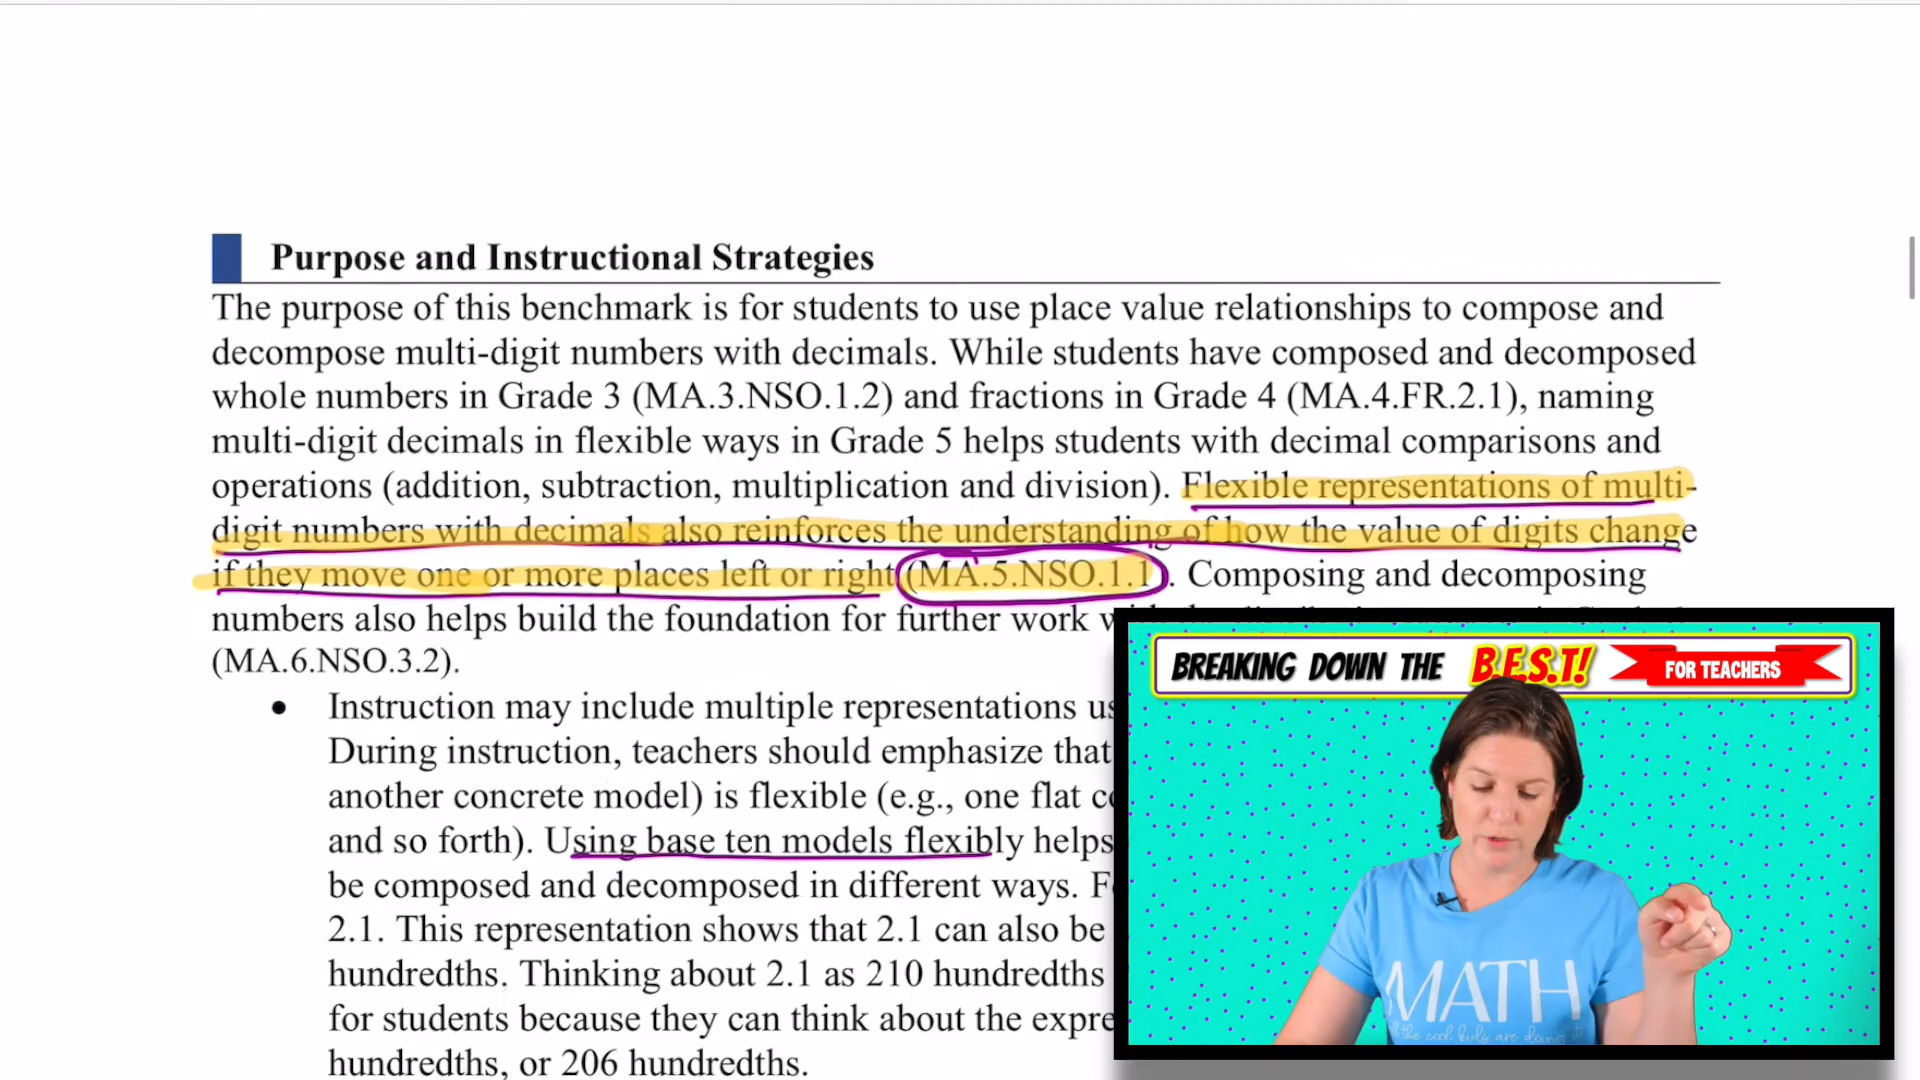 Purpose and Instructional Strategies
The purpose of this benchmark is for students to use place value relationships to compose and
decompose multi-digit numbers with decimals. While students have composed and decomposed
whole numbers in Grade 3 (MA.3.NSO.1.2) and fractions in Grade 4 (MA.4.FR.2.1), naming
multi-digit decimals in flexible ways in Grade 5 helps students with decimal comparisons and
operations (addition, subtraction, multiplication and division). Flexible representations of multi-
digit numbers with decimals also reinforces the understanding of how the value of digits change
if they move one or more places left or right (MA.5.NSO.1.1). Composing and decomposing
numbers also helps build the foundation for further work
(MA.6.NSO.3.2).
• Instruction may include multiple representations
During instruction, teachers should emphasize that
another concrete model) is flexible (e.g., one flat
and so forth). Using base ten models flexibly helps
be composed and decomposed in different ways.
2.1. This representation shows that 2.1 can also be
hundredths. Thinking about 2.1 as 210 hundredths
for students because they can think about the
hundredths, or 206 hundredths.
BREAKING DOWN THE B.E.S.T! FOR TEACHERS
MATH
the cool kids are doing it